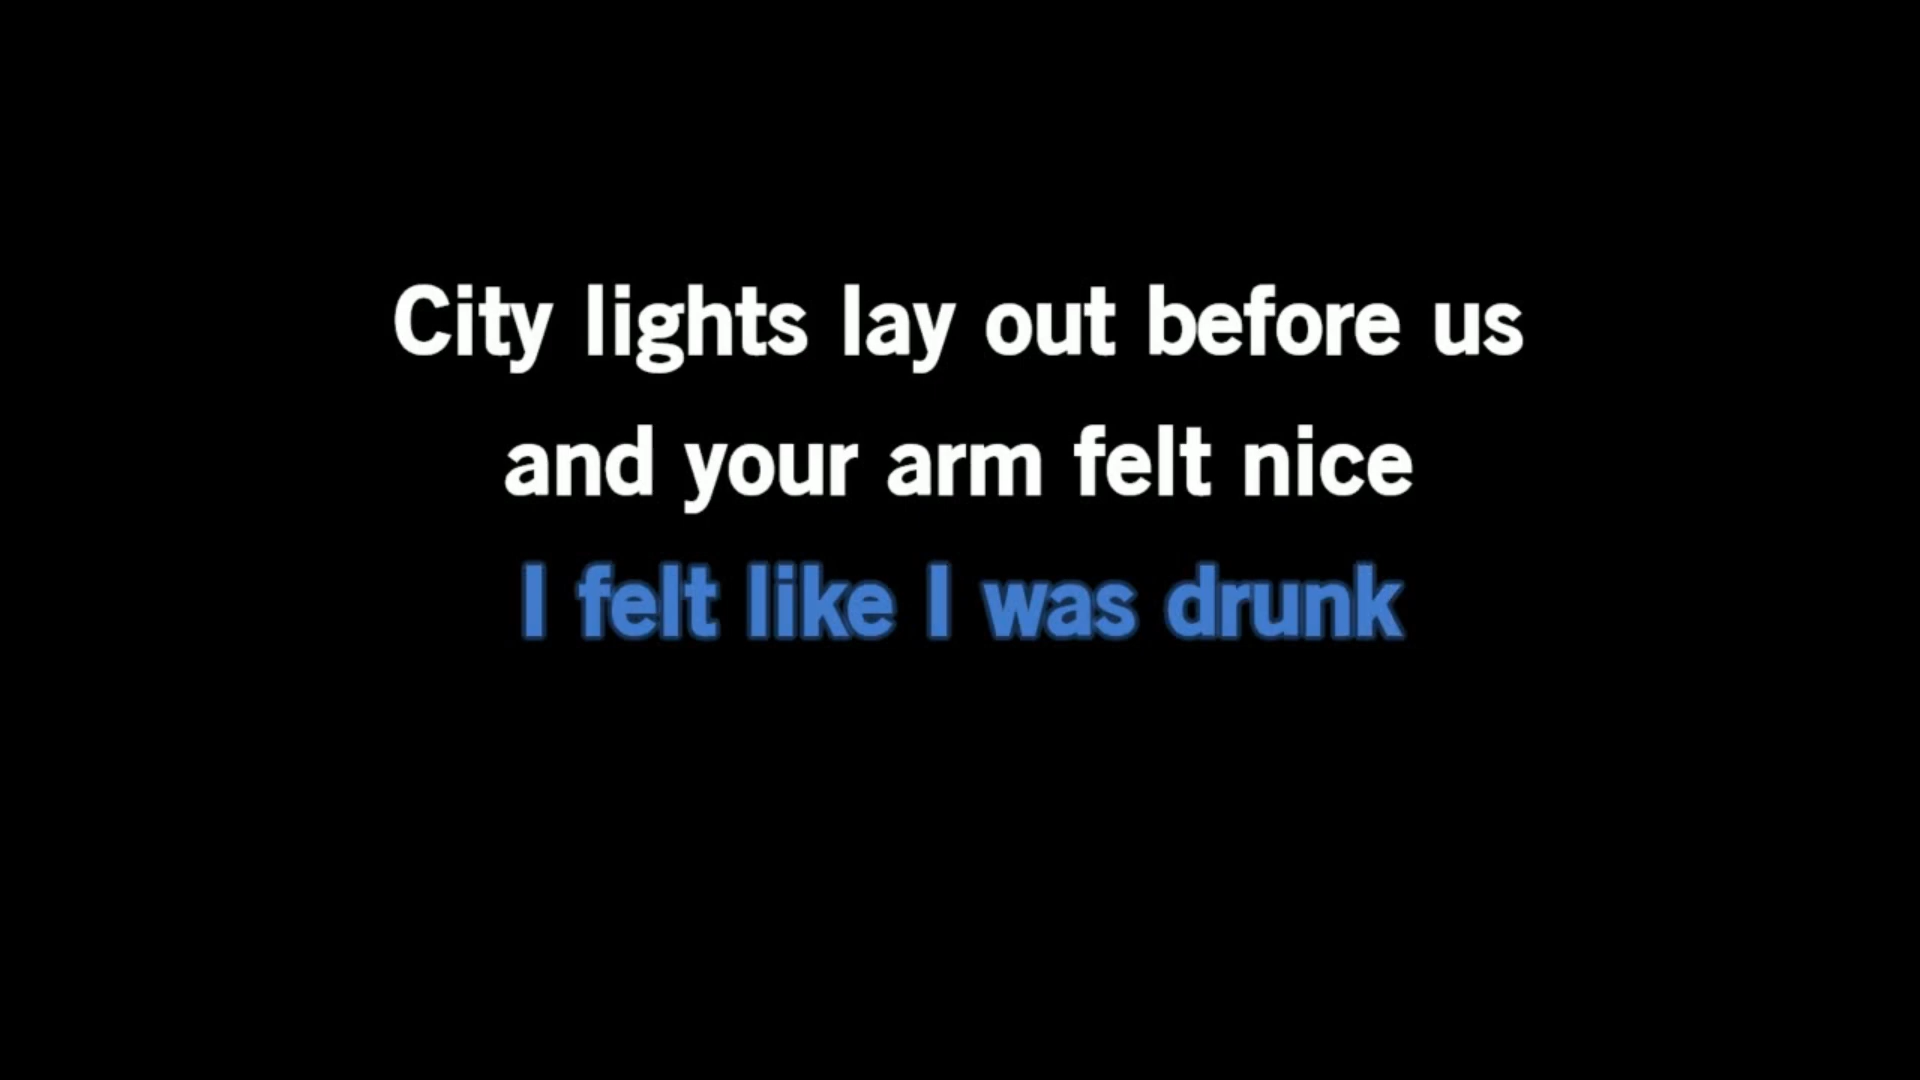 City lights lay out before us
and your arm felt nice
I felt like I was drunk